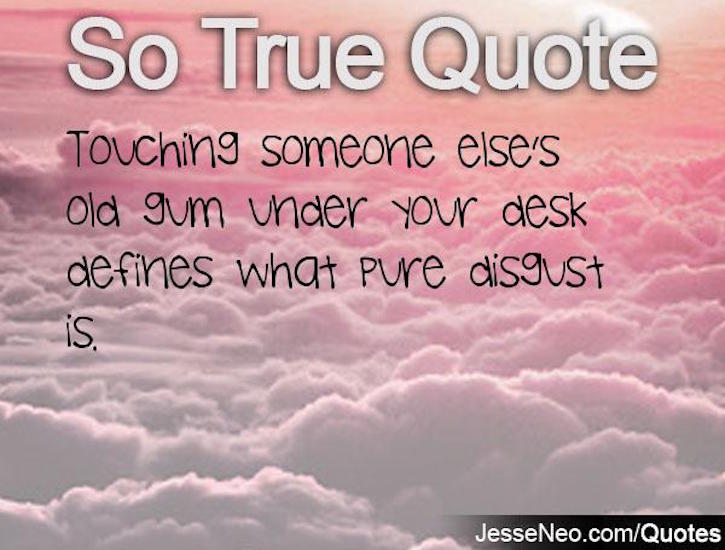 So True Quote
Touching someone else's
old gum under your desk
defines what pure disgust
is.
JesseNeo.com/Quotes